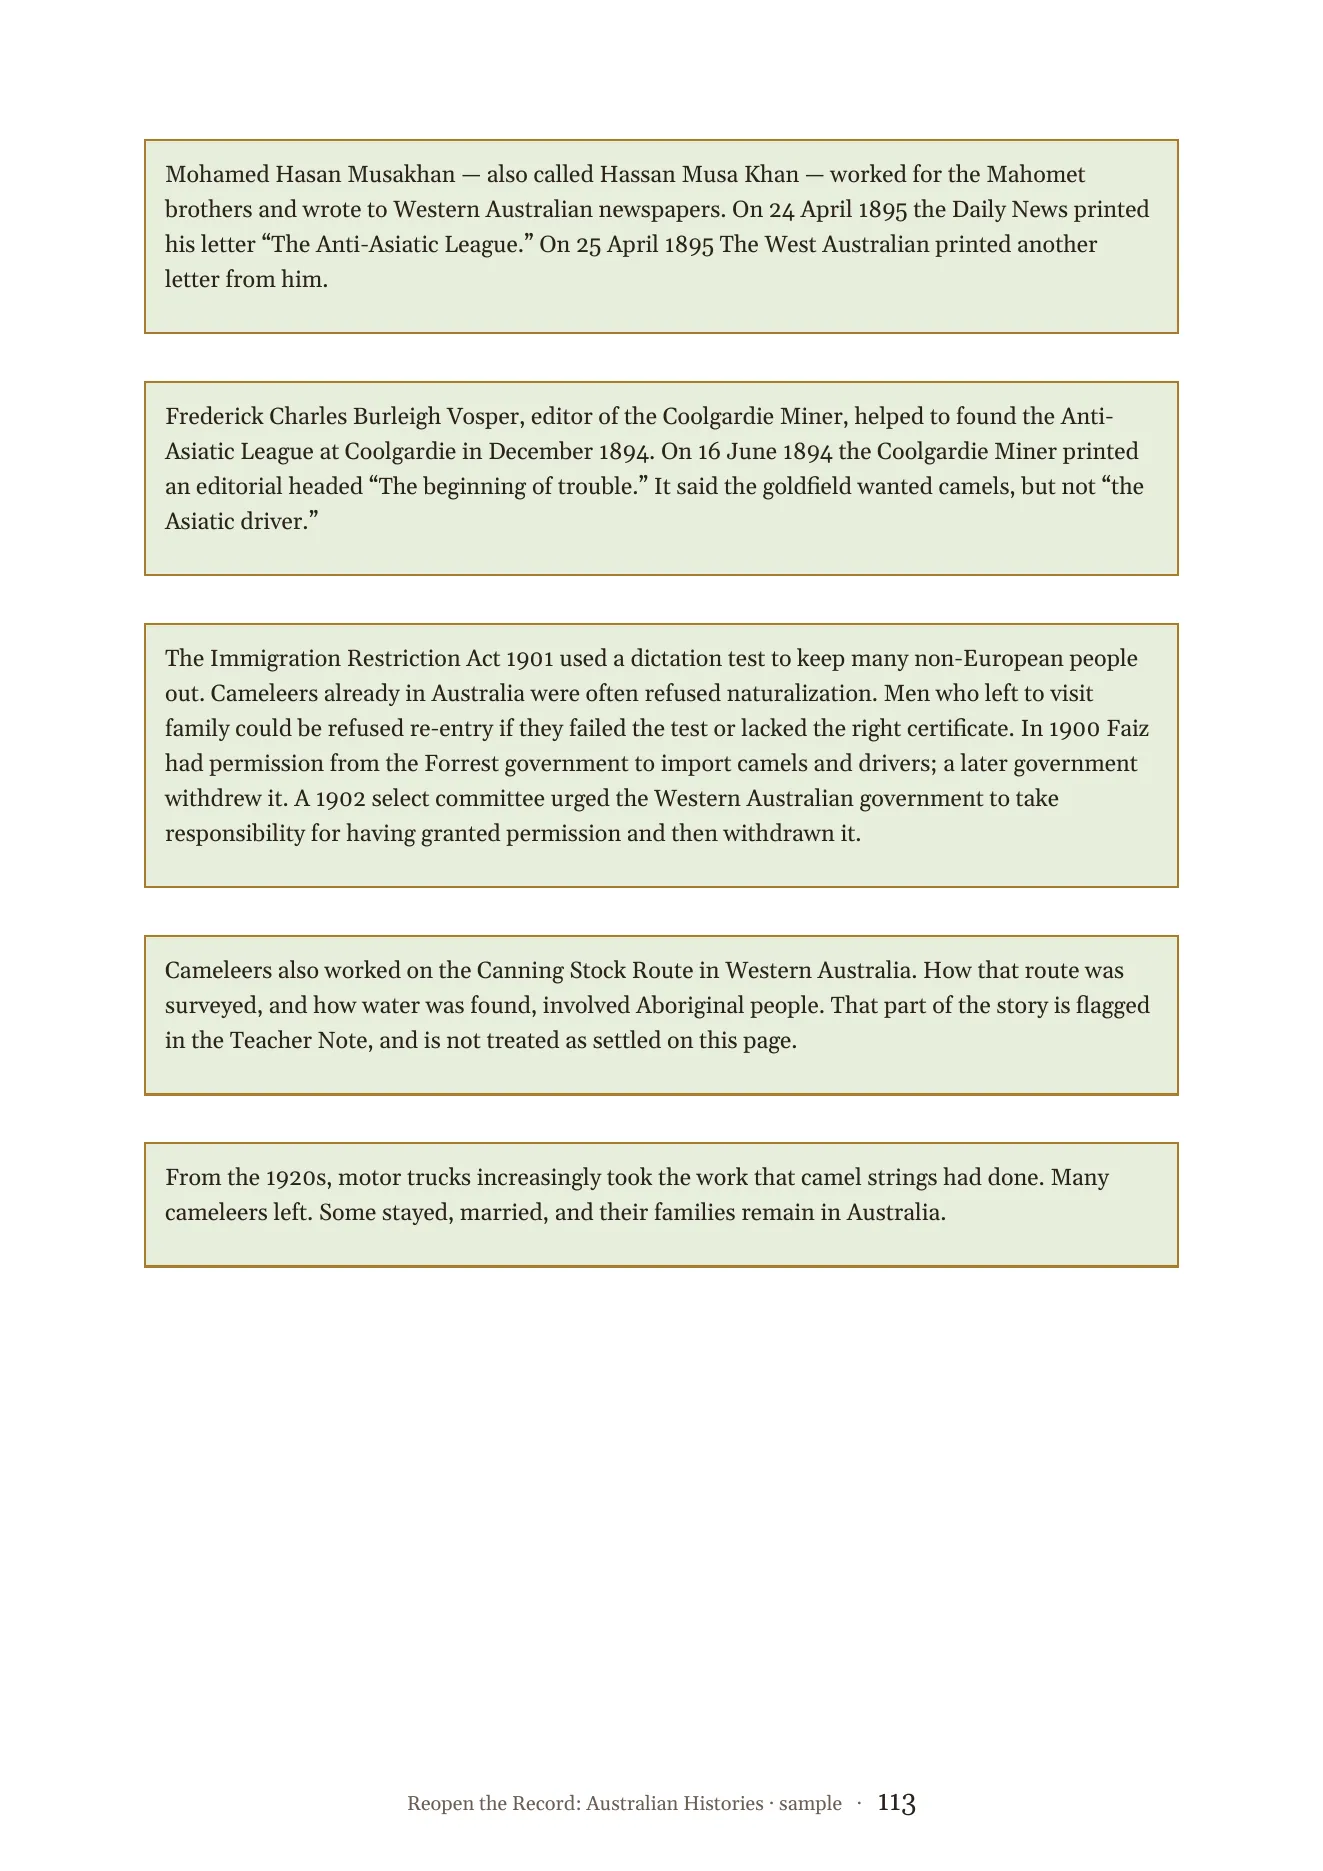 Mohamed Hasan Musakhan — also called Hassan Musa Khan — worked for the Mahomet
brothers and wrote to Western Australian newspapers. On 24 April 1895 the Daily News printed
his letter “The Anti-Asiatic League.” On 25 April 1895 The West Australian printed another
letter from him.
Frederick Charles Burleigh Vosper, editor of the Coolgardie Miner, helped to found the Anti-
Asiatic League at Coolgardie in December 1894. On 16 June 1894 the Coolgardie Miner printed
an editorial headed “The beginning of trouble.” It said the goldfield wanted camels, but not “the
Asiatic driver.”
The Immigration Restriction Act 1901 used a dictation test to keep many non-European people
out. Cameleers already in Australia were often refused naturalization. Men who left to visit
family could be refused re-entry if they failed the test or lacked the right certificate. In 1900 Faiz
had permission from the Forrest government to import camels and drivers; a later government
withdrew it. A 1902 select committee urged the Western Australian government to take
responsibility for having granted permission and then withdrawn it.
Cameleers also worked on the Canning Stock Route in Western Australia. How that route was
surveyed, and how water was found, involved Aboriginal people. That part of the story is flagged
in the Teacher Note, and is not treated as settled on this page.
From the 1920s, motor trucks increasingly took the work that camel strings had done. Many
cameleers left. Some stayed, married, and their families remain in Australia.
Reopen the Record: Australian Histories · sample · 113